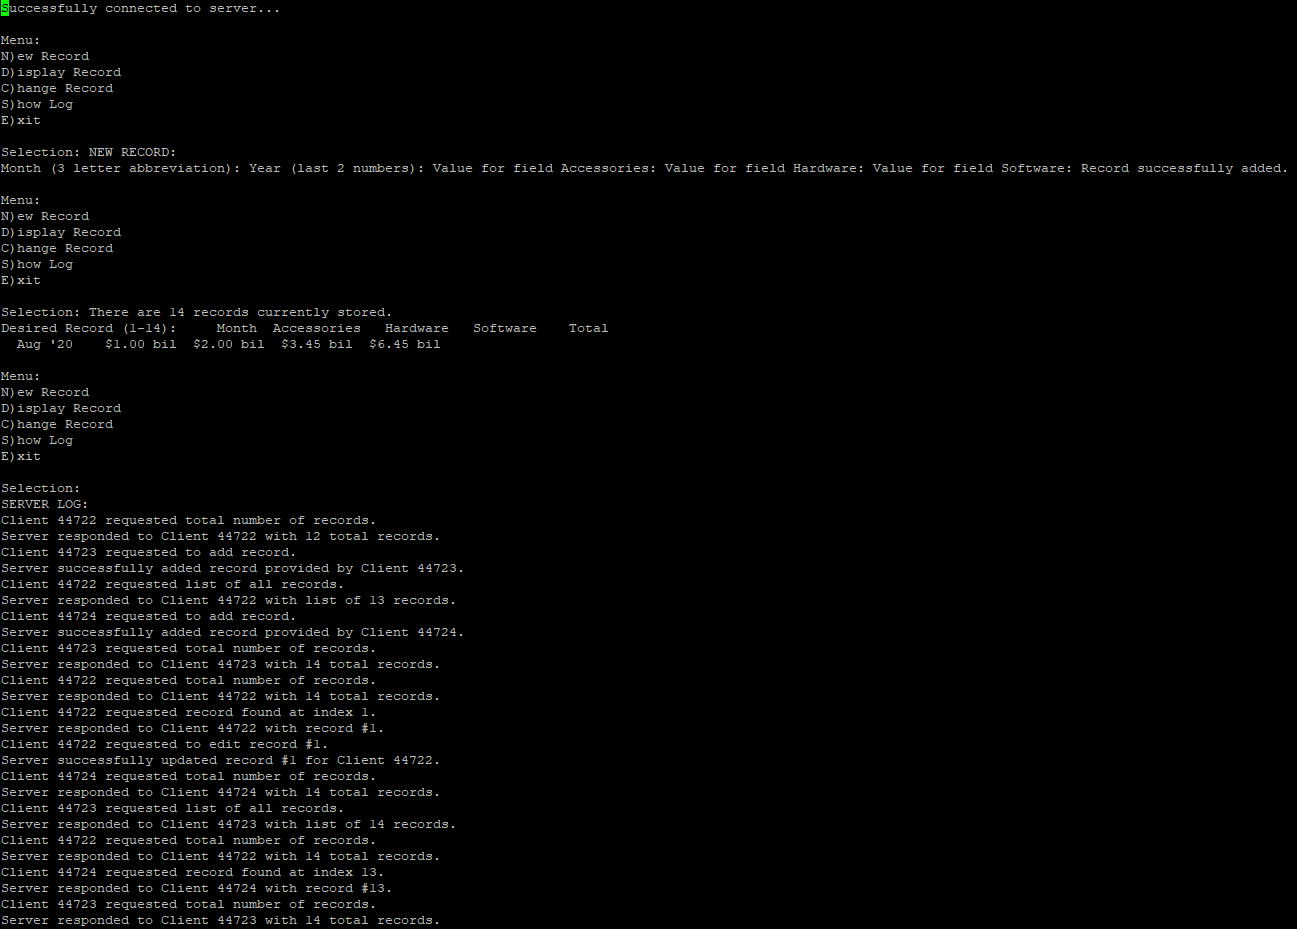 Successfully connected to server...
Menu:
N)ew Record
D)isplay Record
C)hange Record
S)how Log
E)xit
Selection: NEW RECORD:
Month (3 letter abbreviation): Year (last 2 numbers): Value for field Accessories: Value for field Hardware: Value for field Software: Record successfully added.
Menu:
N)ew Record
D)isplay Record
C)hange Record
S)how Log
E)xit
Selection: There are 14 records currently stored.
Desired Record (1-14):     Month  Accessories   Hardware   Software    Total
Aug '20    $1.00 bil  $2.00 bil  $3.45 bil  $6.45 bil
Menu:
N)ew Record
D)isplay Record
C)hange Record
S)how Log
E)xit
Selection:
SERVER LOG:
Client 44722 requested total number of records.
Server responded to Client 44722 with 12 total records.
Client 44723 requested to add record.
Server successfully added record provided by Client 44723.
Client 44722 requested list of all records.
Server responded to Client 44722 with list of 13 records.
Client 44724 requested to add record.
Server successfully added record provided by Client 44724.
Client 44723 requested total number of records.
Server responded to Client 44723 with 14 total records.
Client 44722 requested total number of records.
Server responded to Client 44722 with 14 total records.
Client 44722 requested record found at index 1.
Server responded to Client 44722 with record #1.
Client 44722 requested to edit record #1.
Server successfully updated record #1 for Client 44722.
Client 44724 requested total number of records.
Server responded to Client 44724 with 14 total records.
Client 44723 requested list of all records.
Server responded to Client 44723 with list of 14 records.
Client 44722 requested total number of records.
Server responded to Client 44722 with 14 total records.
Client 44724 requested record found at index 13.
Server responded to Client 44724 with record #13.
Client 44723 requested total number of records.
Server responded to Client 44723 with 14 total records.